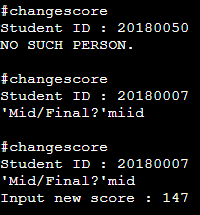 #changescore
Student ID : 20180050
NO SUCH PERSON.
#changescore
Student ID : 20180007
'Mid/Final?'miid
#changescore
Student ID : 20180007
'Mid/Final?'mid
Input new score : 147